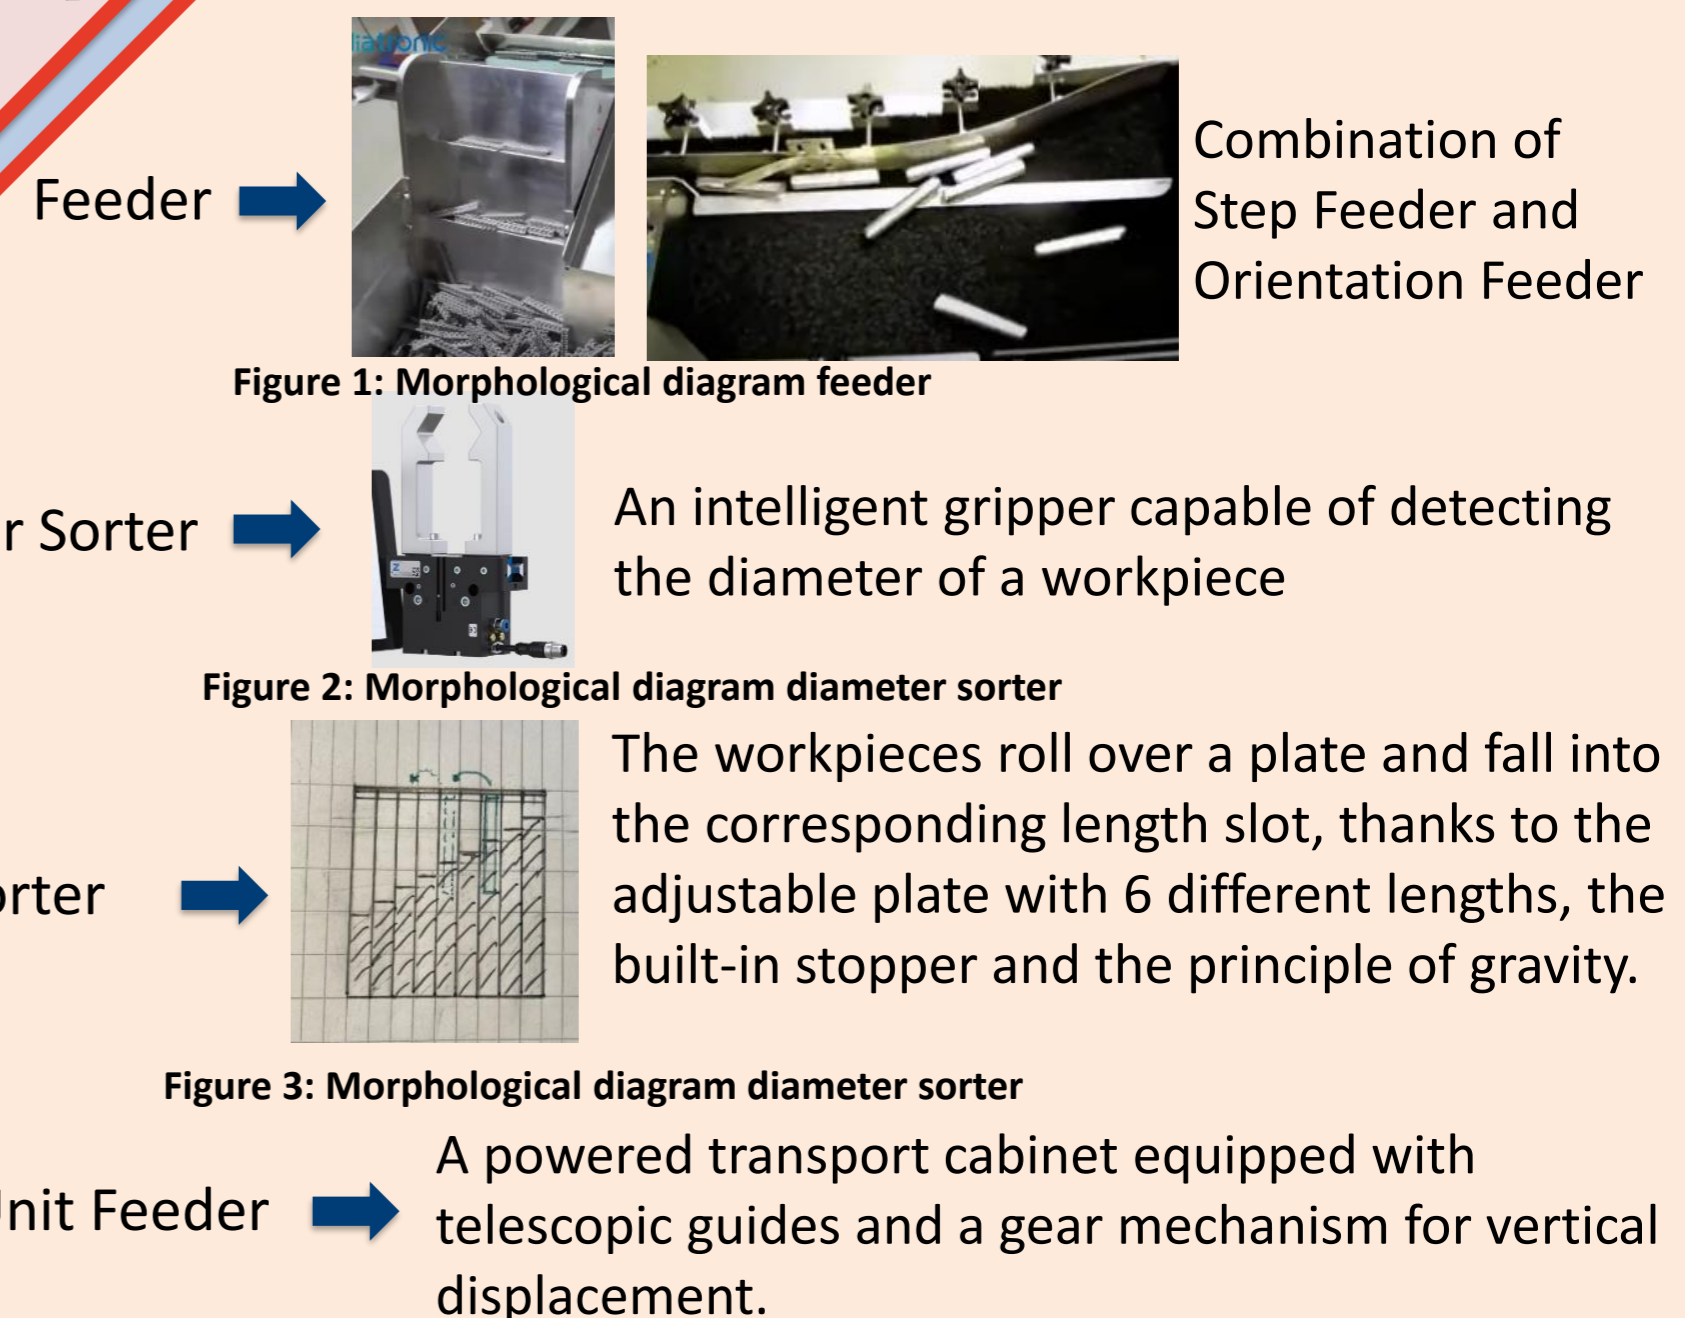 iatronic
Feeder
Combination of
Step Feeder and
Orientation Feeder
Figure 1: Morphological diagram feeder
r Sorter
An intelligent gripper capable of detecting
the diameter of a workpiece
Figure 2: Morphological diagram diameter sorter
The workpieces roll over a plate and fall into
the corresponding length slot, thanks to the
adjustable plate with 6 different lengths, the
built-in stopper and the principle of gravity.
orter
Figure 3: Morphological diagram diameter sorter
Unit Feeder
A powered transport cabinet equipped with
telescopic guides and a gear mechanism for vertical
displacement.